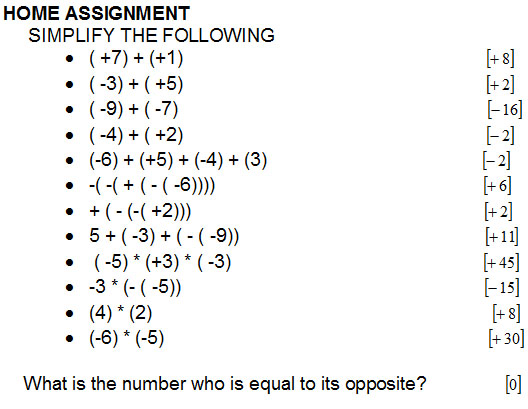 HOME ASSIGNMENT
SIMPLIFY THE FOLLOWING
• ( +7) + (+1) [+ 8]
• ( -3) + ( +5) [+ 2]
• ( -9) + ( -7) [− 16]
• ( -4) + ( +2) [− 2]
• (-6) + (+5) + (-4) + (3) [− 2]
• -( -( + ( - ( -6)))) [+ 6]
• + ( - (-( +2))) [+ 2]
• 5 + ( -3) + ( - ( -9)) [+ 11]
• ( -5) * (+3) * ( -3) [+ 45]
• -3 * (- ( -5)) [− 15]
• (4) * (2) [+ 8]
• (-6) * (-5) [+ 30]
What is the number who is equal to its opposite? [0]